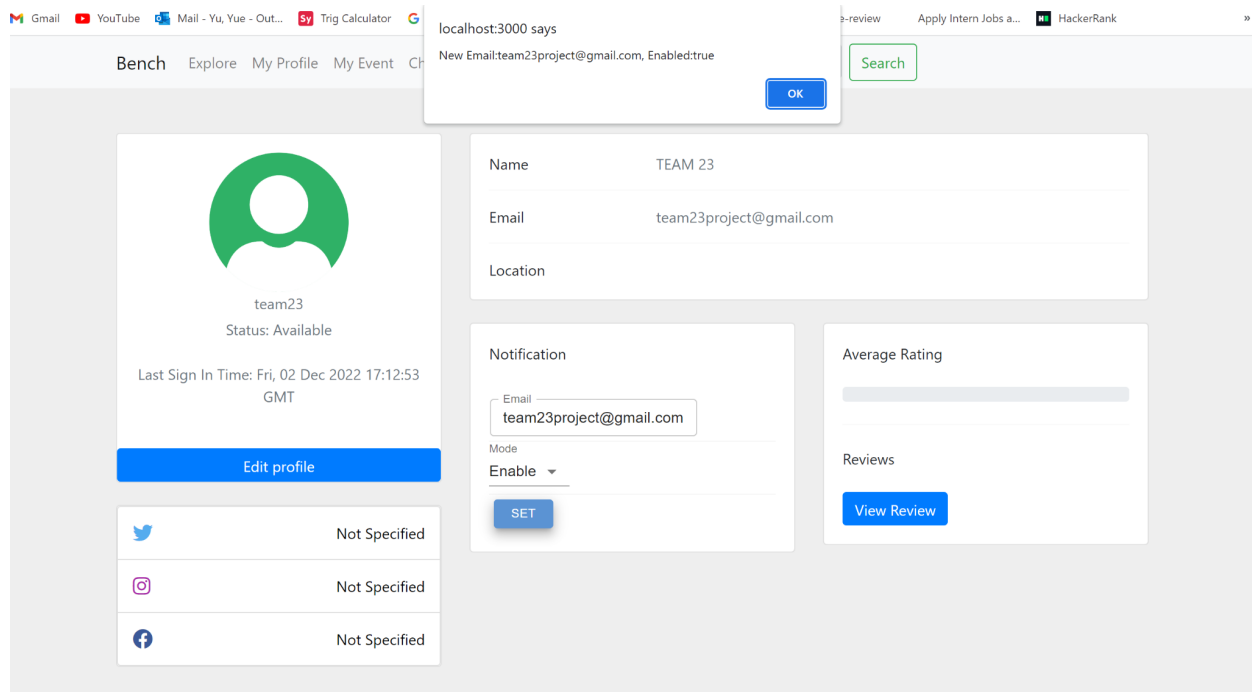 Gmail YouTube Mail - Yu, Yue - Out... Sy Trig Calculator G e-review Apply Intern Jobs a... HackerRank »
localhost:3000 says
New Email:team23project@gmail.com, Enabled:true
OK
Bench Explore My Profile My Event Ch Search
Name TEAM 23
Email team23project@gmail.com
Location
team23
Status: Available
Last Sign In Time: Fri, 02 Dec 2022 17:12:53
GMT
Edit profile
Notification
Email
team23project@gmail.com
Mode
Enable
SET
Average Rating
Reviews
View Review
Not Specified
Not Specified
Not Specified